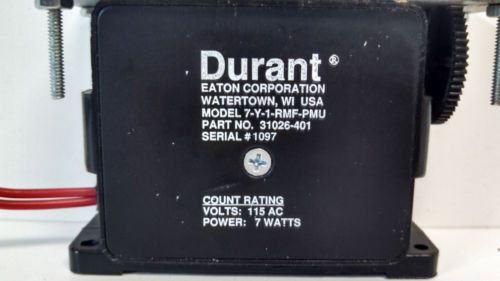 Durant®
EATON CORPORATION
WATERTOWN, WI USA
MODEL 7-Y-1-RMF-PMU
PART NO. 31026-401
SERIAL #1097
COUNT RATING
VOLTS: 115 AC
POWER: 7 WATTS